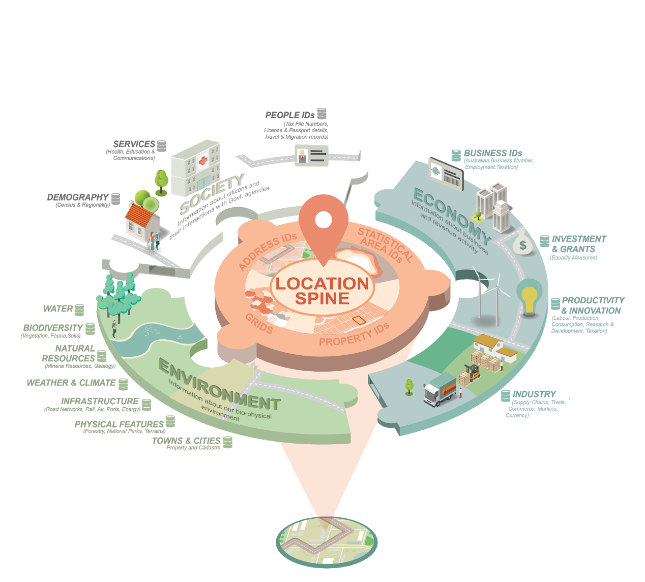 PEOPLE IDs
(Tax File Numbers,
License & Passport details,
Travel & Migration records)
SERVICES
(Health, Education &
Communications)
DEMOGRAPHY
(Census & Regionality)
SOCIETY
Information about citizens and
their interactions with Govt. agencies
BUSINESS IDs
(Australian Business Number,
Employment Taxation)
ECONOMY
Information about business
and revenue activity
INVESTMENT
& GRANTS
(Equality Measures)
$
PRODUCTIVITY
& INNOVATION
(Labour, Production,
Consumption, Research &
Development, Taxation)
INDUSTRY
(Supply Chains, Trade,
Commerce, Markets,
Currency)
ADDRESS IDs
STATISTICAL
AREA IDs
LOCATION
SPINE
GRIDS
PROPERTY IDs
WATER
BIODIVERSITY
(Vegetation, Fauna, Soils)
NATURAL
RESOURCES
(Mineral Resources, Geology)
WEATHER & CLIMATE
INFRASTRUCTURE
(Road Networks, Rail, Air, Ports, Energy)
PHYSICAL FEATURES
(Forestry, National Parks, Terrains)
TOWNS & CITIES
Property and Cadastre
ENVIRONMENT
Information about our bio-physical
environment